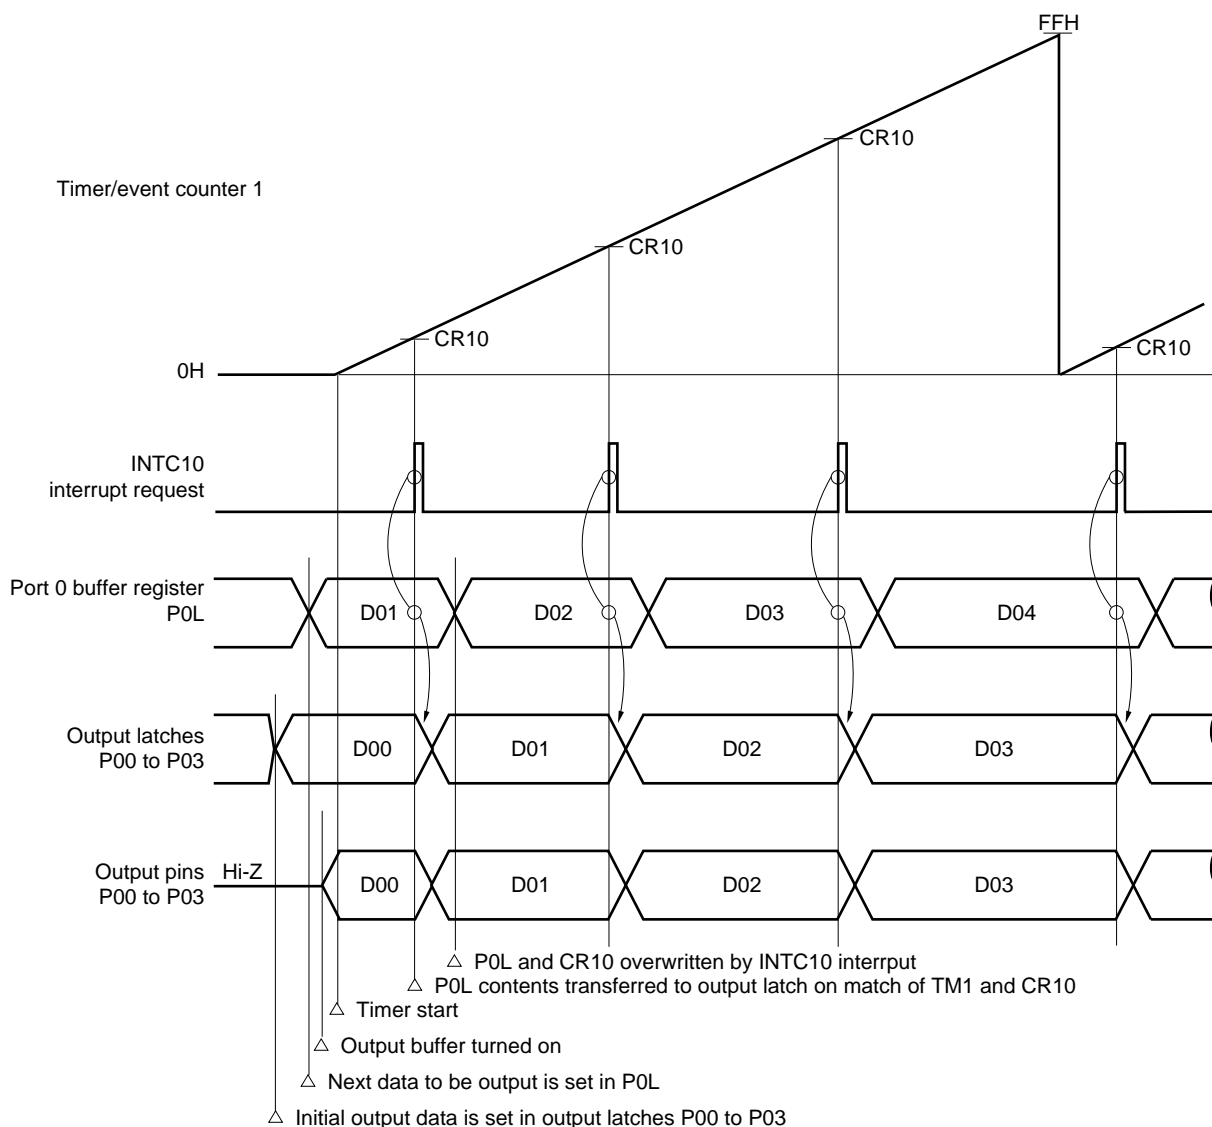 FFH
CR10
Timer/event counter 1
CR10
CR10
CR10
0H
INTC10
interrupt request
Port 0 buffer register
P0L
D01
D02
D03
D04
Output latches
P00 to P03
D00
D01
D02
D03
Output pins
P00 to P03
Hi-Z
D00
D01
D02
D03
P0L and CR10 overwritten by INTC10 interrput
P0L contents transferred to output latch on match of TM1 and CR10
Timer start
Output buffer turned on
Next data to be output is set in P0L
Initial output data is set in output latches P00 to P03